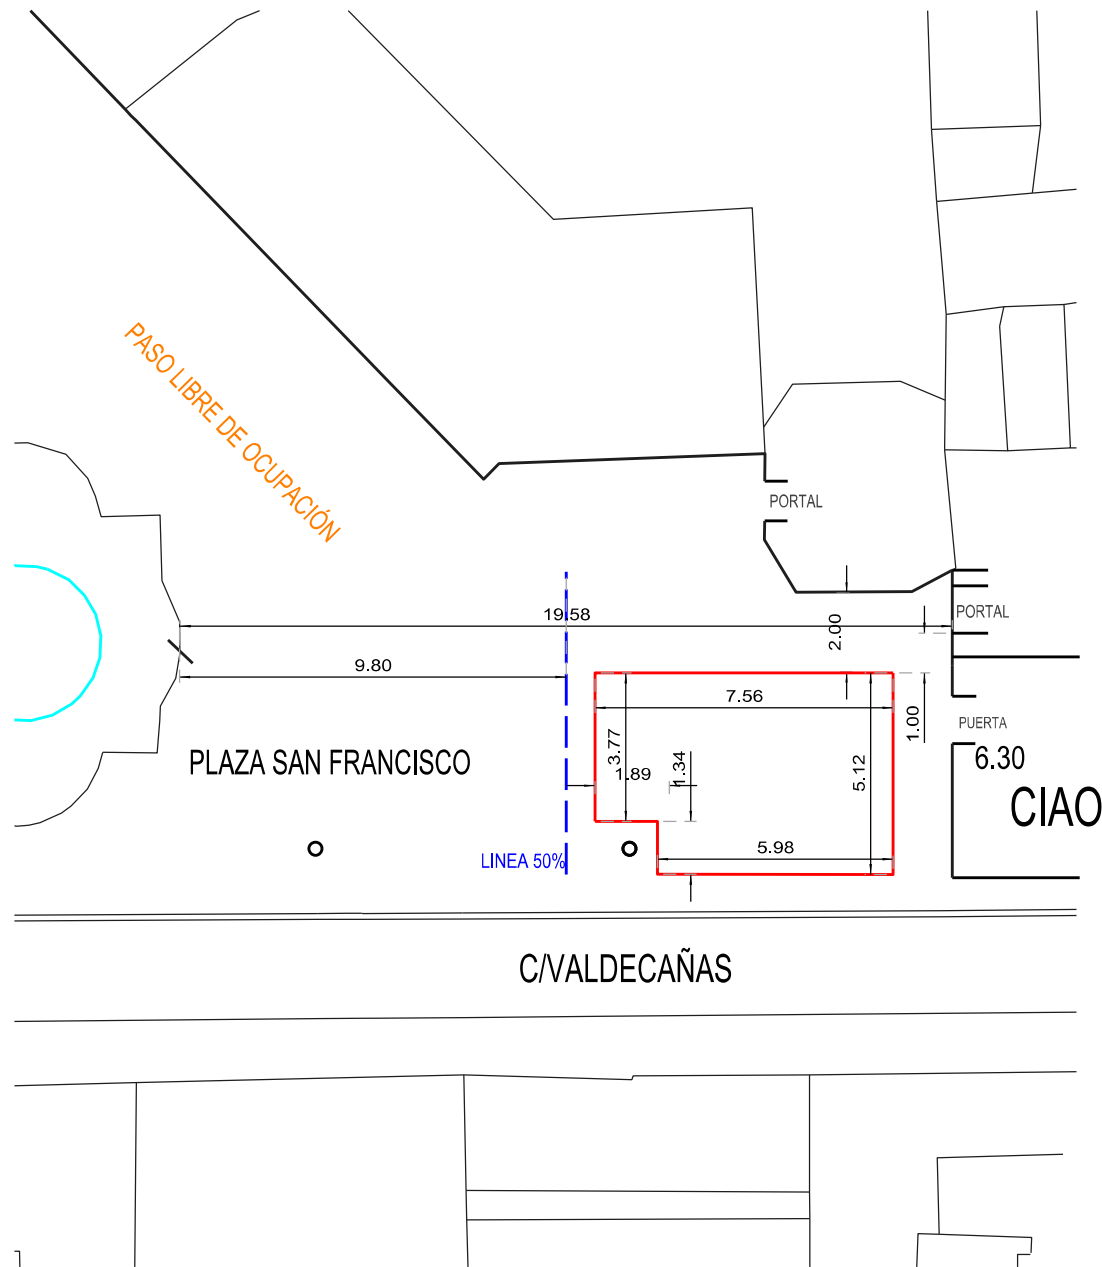 PASO LIBRE DE OCUPACIÓN
PORTAL
19.58
2.00
PORTAL
9.80
7.56
1.00
PUERTA
6.30
3.77
1.89
1.34
5.12
PLAZA SAN FRANCISCO
CIAO
LINEA 50%
5.98
C/VALDECAÑAS